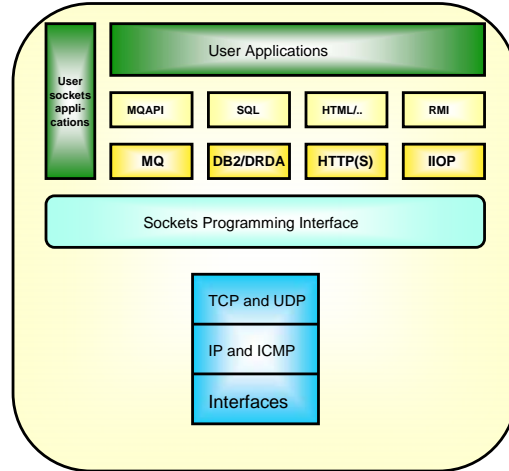 User Applications
User
sockets
appli-
cations
MQAPI
SQL
HTML/..
RMI
MQ
DB2/DRDA
HTTP(S)
IIOP
Sockets Programming Interface
TCP and UDP
IP and ICMP
Interfaces